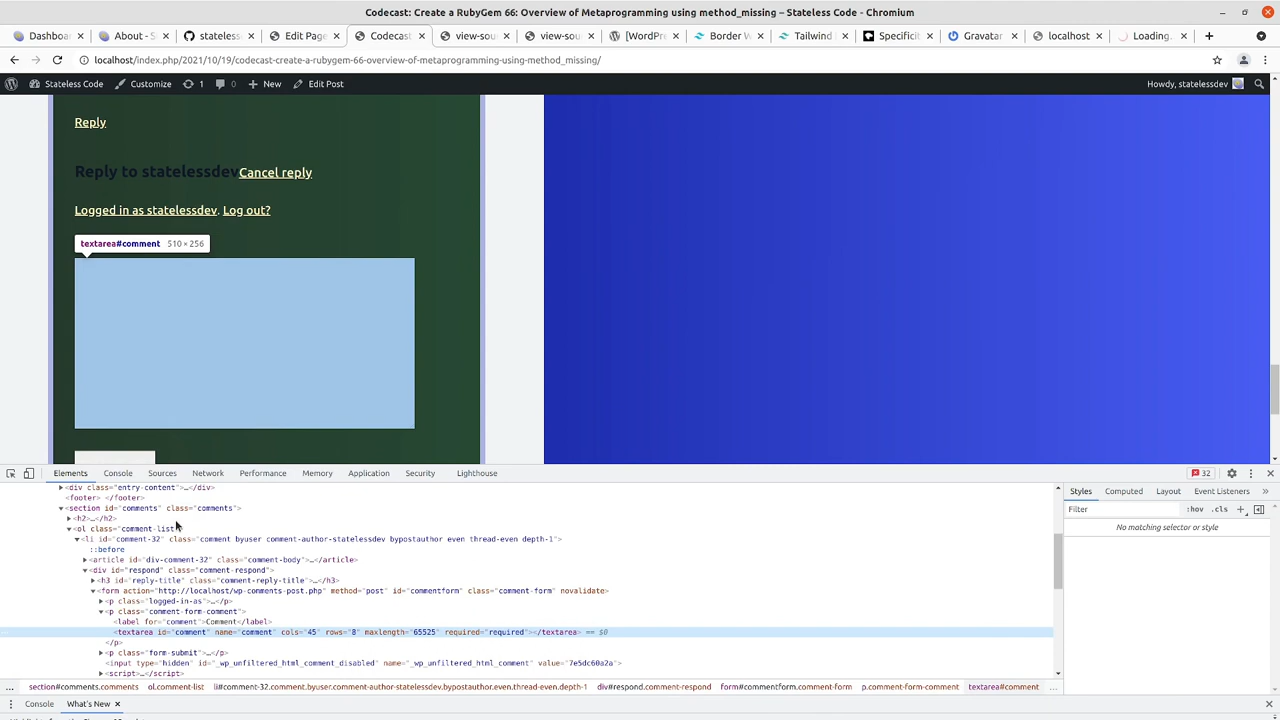 Codecast: Create a RubyGem 66: Overview of Metaprogramming using method_missing – Stateless Code - Chromium
Dashboa
About - S
stateless
Edit Page
Codecast
view-sou
view-sou
[WordPre
Border W
Tailwind
Specificit
Gravatar
localhost
Loading...
localhost/index.php/2021/10/19/codecast-create-a-rubygem-66-overview-of-metaprogramming-using-method_missing/
Stateless Code
Customize
1
0
New
Edit Post
Howdy, statelessdev
Reply
Reply to statelessdevCancel reply
Logged in as statelessdev. Log out?
textarea#comment 510 × 256
Elements Console Sources Network Performance Memory Application Security Lighthouse
32
<div class="entry-content">…</div>
<footer> </footer>
<section id="comments" class="comments">
<h2>…</h2>
<ol class="comment-list">
<li id="comment-32" class="comment byuser comment-author-statelessdev bypostauthor even thread-even depth-1">
::before
<article id="div-comment-32" class="comment-body">…</article>
<div id="respond" class="comment-respond">
<h3 id="reply-title" class="comment-reply-title">…</h3>
<form action="http://localhost/wp-comments-post.php" method="post" id="commentform" class="comment-form" novalidate>
<p class="logged-in-as">…</p>
<p class="comment-form-comment">
<label for="comment">Comment</label>
<textarea id="comment" name="comment" cols="45" rows="8" maxlength="65525" required="required"></textarea> == $0
</p>
<p class="form-submit">…</p>
<input type="hidden" id="_wp_unfiltered_html_comment_disabled" name="_wp_unfiltered_html_comment" value="7e5dc60a2a">
<script>…</script>
Styles Computed Layout Event Listeners
Filter
:hov .cls
No matching selector or style
… section#comments.comments ol.comment-list li#comment-32.comment.byuser.comment-author-statelessdev.bypostauthor.even.thread-even.depth-1 div#respond.comment-respond form#commentform.comment-form p.comment-form-comment textarea#comment …
Console What's New